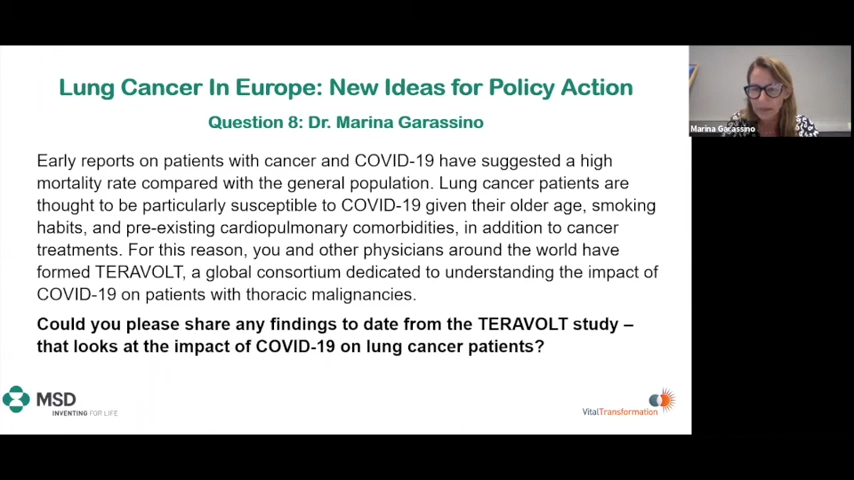 Lung Cancer In Europe: New Ideas for Policy Action
Question 8: Dr. Marina Garassino
Early reports on patients with cancer and COVID-19 have suggested a high
mortality rate compared with the general population. Lung cancer patients are
thought to be particularly susceptible to COVID-19 given their older age, smoking
habits, and pre-existing cardiopulmonary comorbidities, in addition to cancer
treatments. For this reason, you and other physicians around the world have
formed TERAVOLT, a global consortium dedicated to understanding the impact of
COVID-19 on patients with thoracic malignancies.
Could you please share any findings to date from the TERAVOLT study –
that looks at the impact of COVID-19 on lung cancer patients?
MSD
INVENTING FOR LIFE
VitalTransformation
Marina Garassino